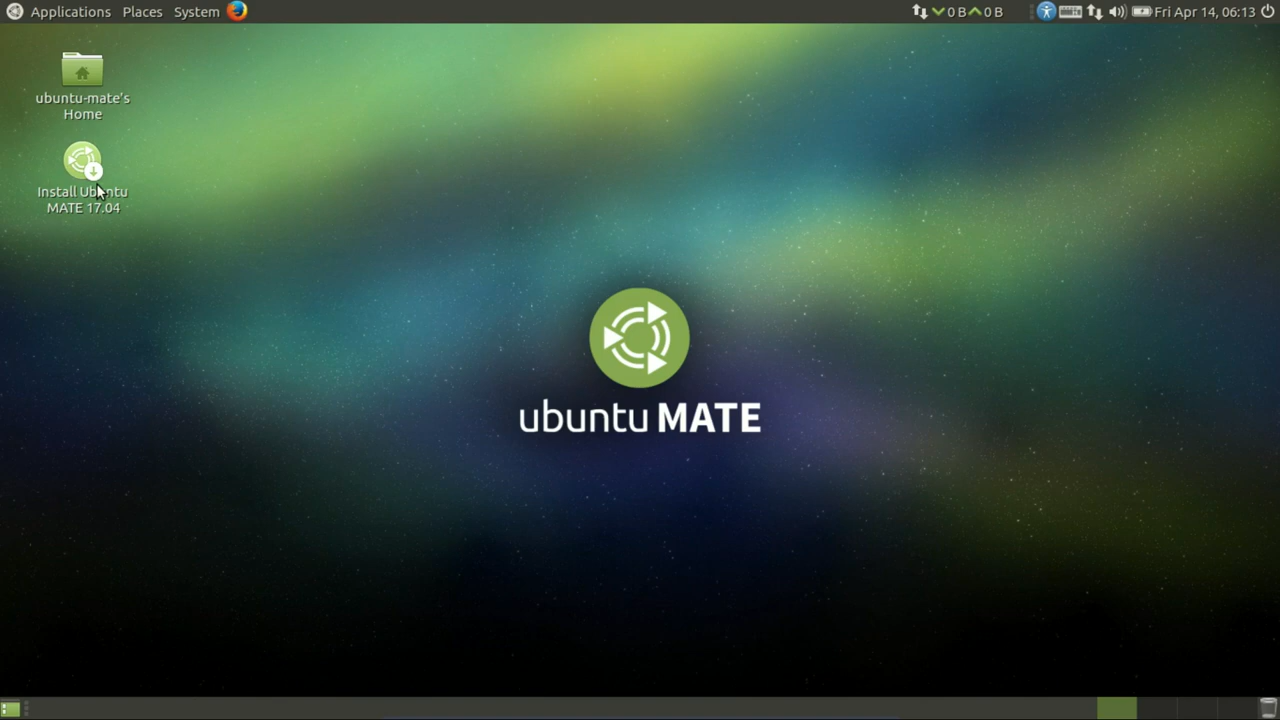 Applications Places System
0 B 0 B
Fri Apr 14, 06:13
ubuntu-mate's
Home
Install Ubuntu
MATE 17.04
ubuntu MATE